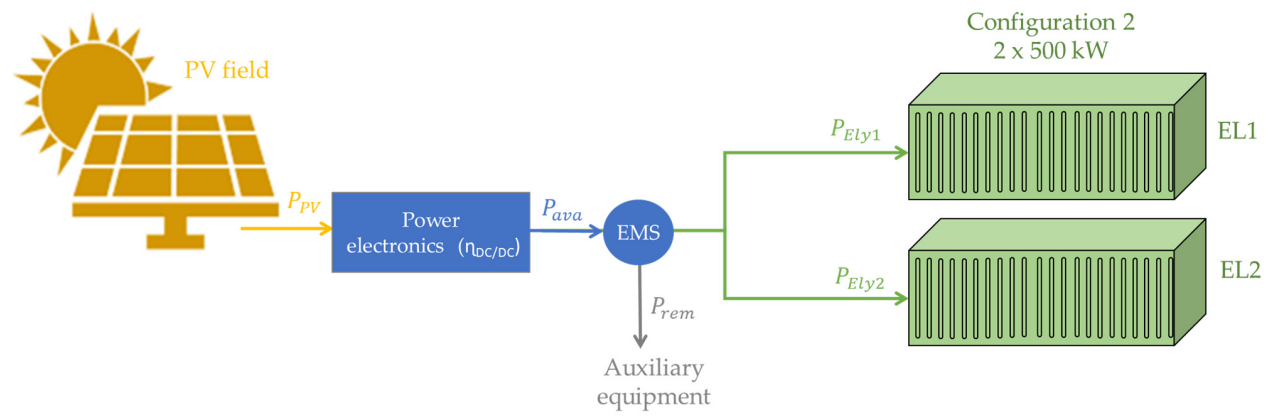 Configuration 2
2 x 500 kW
PV field
P_Ely1
EL1
P_PV
Power
electronics (η_DC/DC)
P_ava
EMS
P_Ely2
EL2
P_rem
Auxiliary
equipment